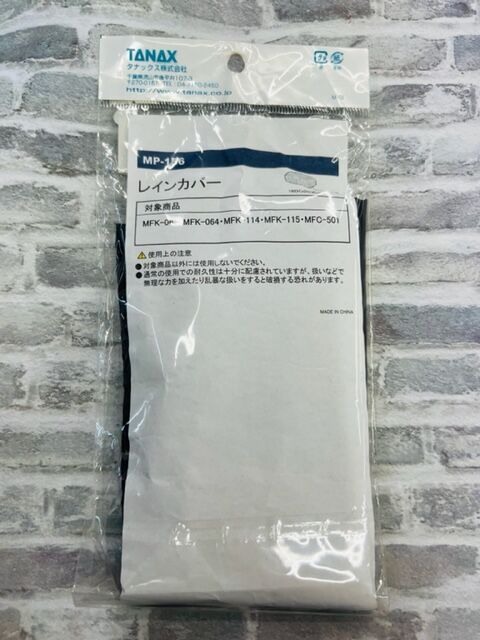 TANAX
タナックス株式会社
http://www.tanax.co.jp
レインカバー
対象商品
MFK-064・MFK-114・MFK-115・MFC-501
使用上の注意
●対象商品以外には使用しないでください。
●通常の使用での耐久性は十分に配慮されていますが、扱いなどで
無理な力を加えたり乱暴な扱いをすると破損する恐れがあります。
MADE IN CHINA